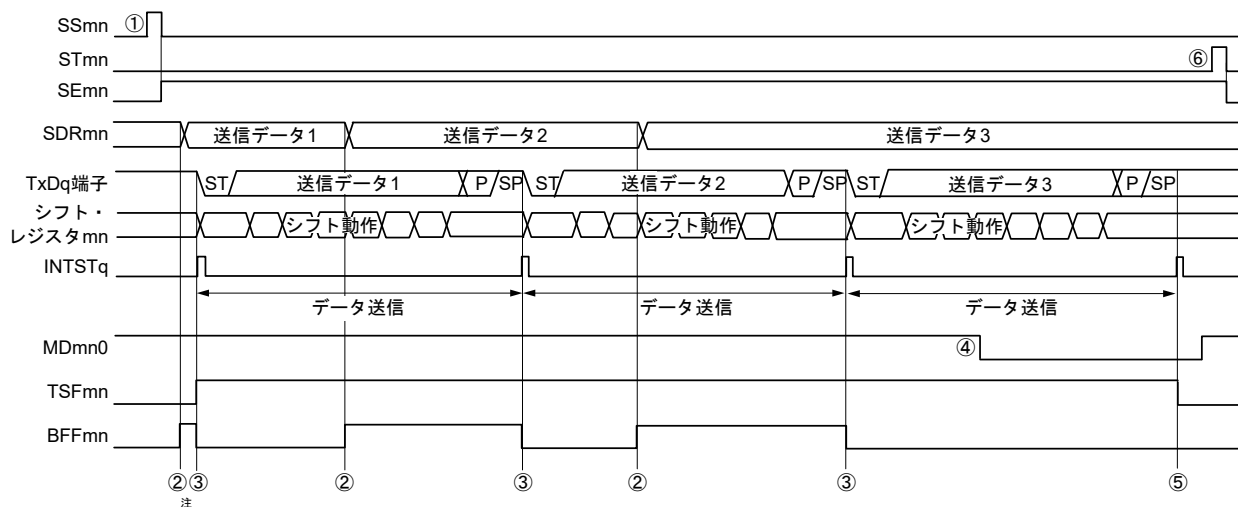 SSmn ①
STmn ⑥
SEmn
SDRmn 送信データ1 送信データ2 送信データ3
TxDq端子 ST 送信データ1 P SP ST 送信データ2 P SP ST 送信データ3 P SP
シフト・
レジスタmn シフト動作 シフト動作 シフト動作
INTSTq
データ送信 データ送信 データ送信
MDmn0 ④
TSFmn
BFFmn
② ③ ② ③ ② ③ ⑤
注